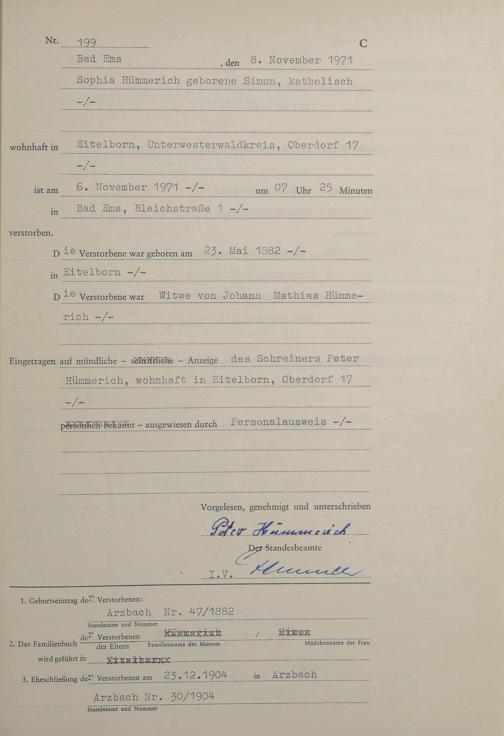 Nr. 199 C
Bad Ems , den 8. November 1971
Sophia Hümmerich geborene Simon, katholisch
-/-
wohnhaft in Eitelborn, Unterwesterwaldkreis, Oberdorf 17
-/-
ist am 6. November 1971 -/- um 07 Uhr 25 Minuten
in Bad Ems, Bleichstraße 1 -/-
verstorben.
Die Verstorbene war geboren am 23. Mai 1882 -/-
in Eitelborn -/-
Die Verstorbene war Witwe von Johann Mathias Hümme-
rich -/-
Eingetragen auf mündliche – schriftliche – Anzeige des Schreiners Peter
Hümmerich, wohnhaft in Eitelborn, Oberdorf 17
-/-
persönlich bekannt – ausgewiesen durch Personalausweis -/-
Vorgelesen, genehmigt und unterschrieben
Peter Hümmerich
Der Standesbeamte
I.V.
1. Geburtseintrag der Verstorbenen:
Arzbach Nr. 47/1882
Standesamt und Nummer
2. Das Familienbuch der Verstorbenen Hümmerich / Simon
der Eltern Familienname des Mannes Mädchenname der Frau
wird geführt in
3. Eheschließung der Verstorbenen am 23.12.1904 in Arzbach
Arzbach Nr. 30/1904
Standesamt und Nummer